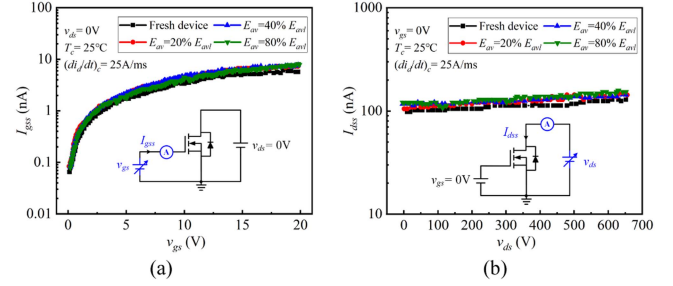 v_ds = 0V
T_c = 25°C
(di_d/dt)_c = 25A/ms
Fresh device
E_av=40% E_avl
E_av=20% E_avl
E_av=80% E_avl
100
10
1
0.1
0.01
I_gss (nA)
I_gss
A
v_gs
v_ds = 0V
0 5 10 15 20
v_gs (V)
(a)
v_gs = 0V
T_c = 25°C
(di_d/dt)_c = 25A/ms
Fresh device
E_av=40% E_avl
E_av=20% E_avl
E_av=80% E_avl
1000
100
10
I_dss (nA)
A
I_dss
v_gs = 0V
v_ds
0 100 200 300 400 500 600 700
v_ds (V)
(b)